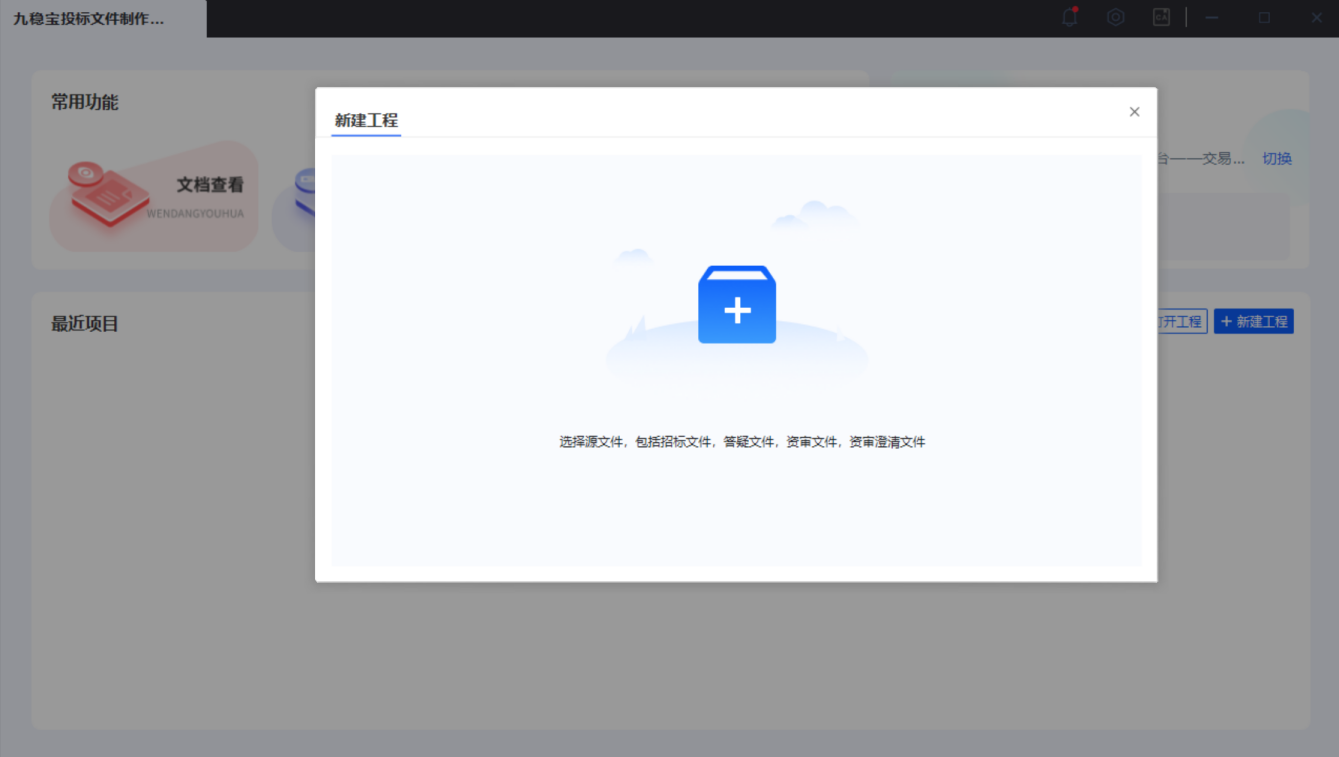 九稳宝投标文件制作...
CA
常用功能
新建工程
文档查看
WENDANGYOUHUA
台——交易...
切换
最近项目
开工程
+ 新建工程
选择源文件，包括招标文件，答疑文件，资审文件，资审澄清文件